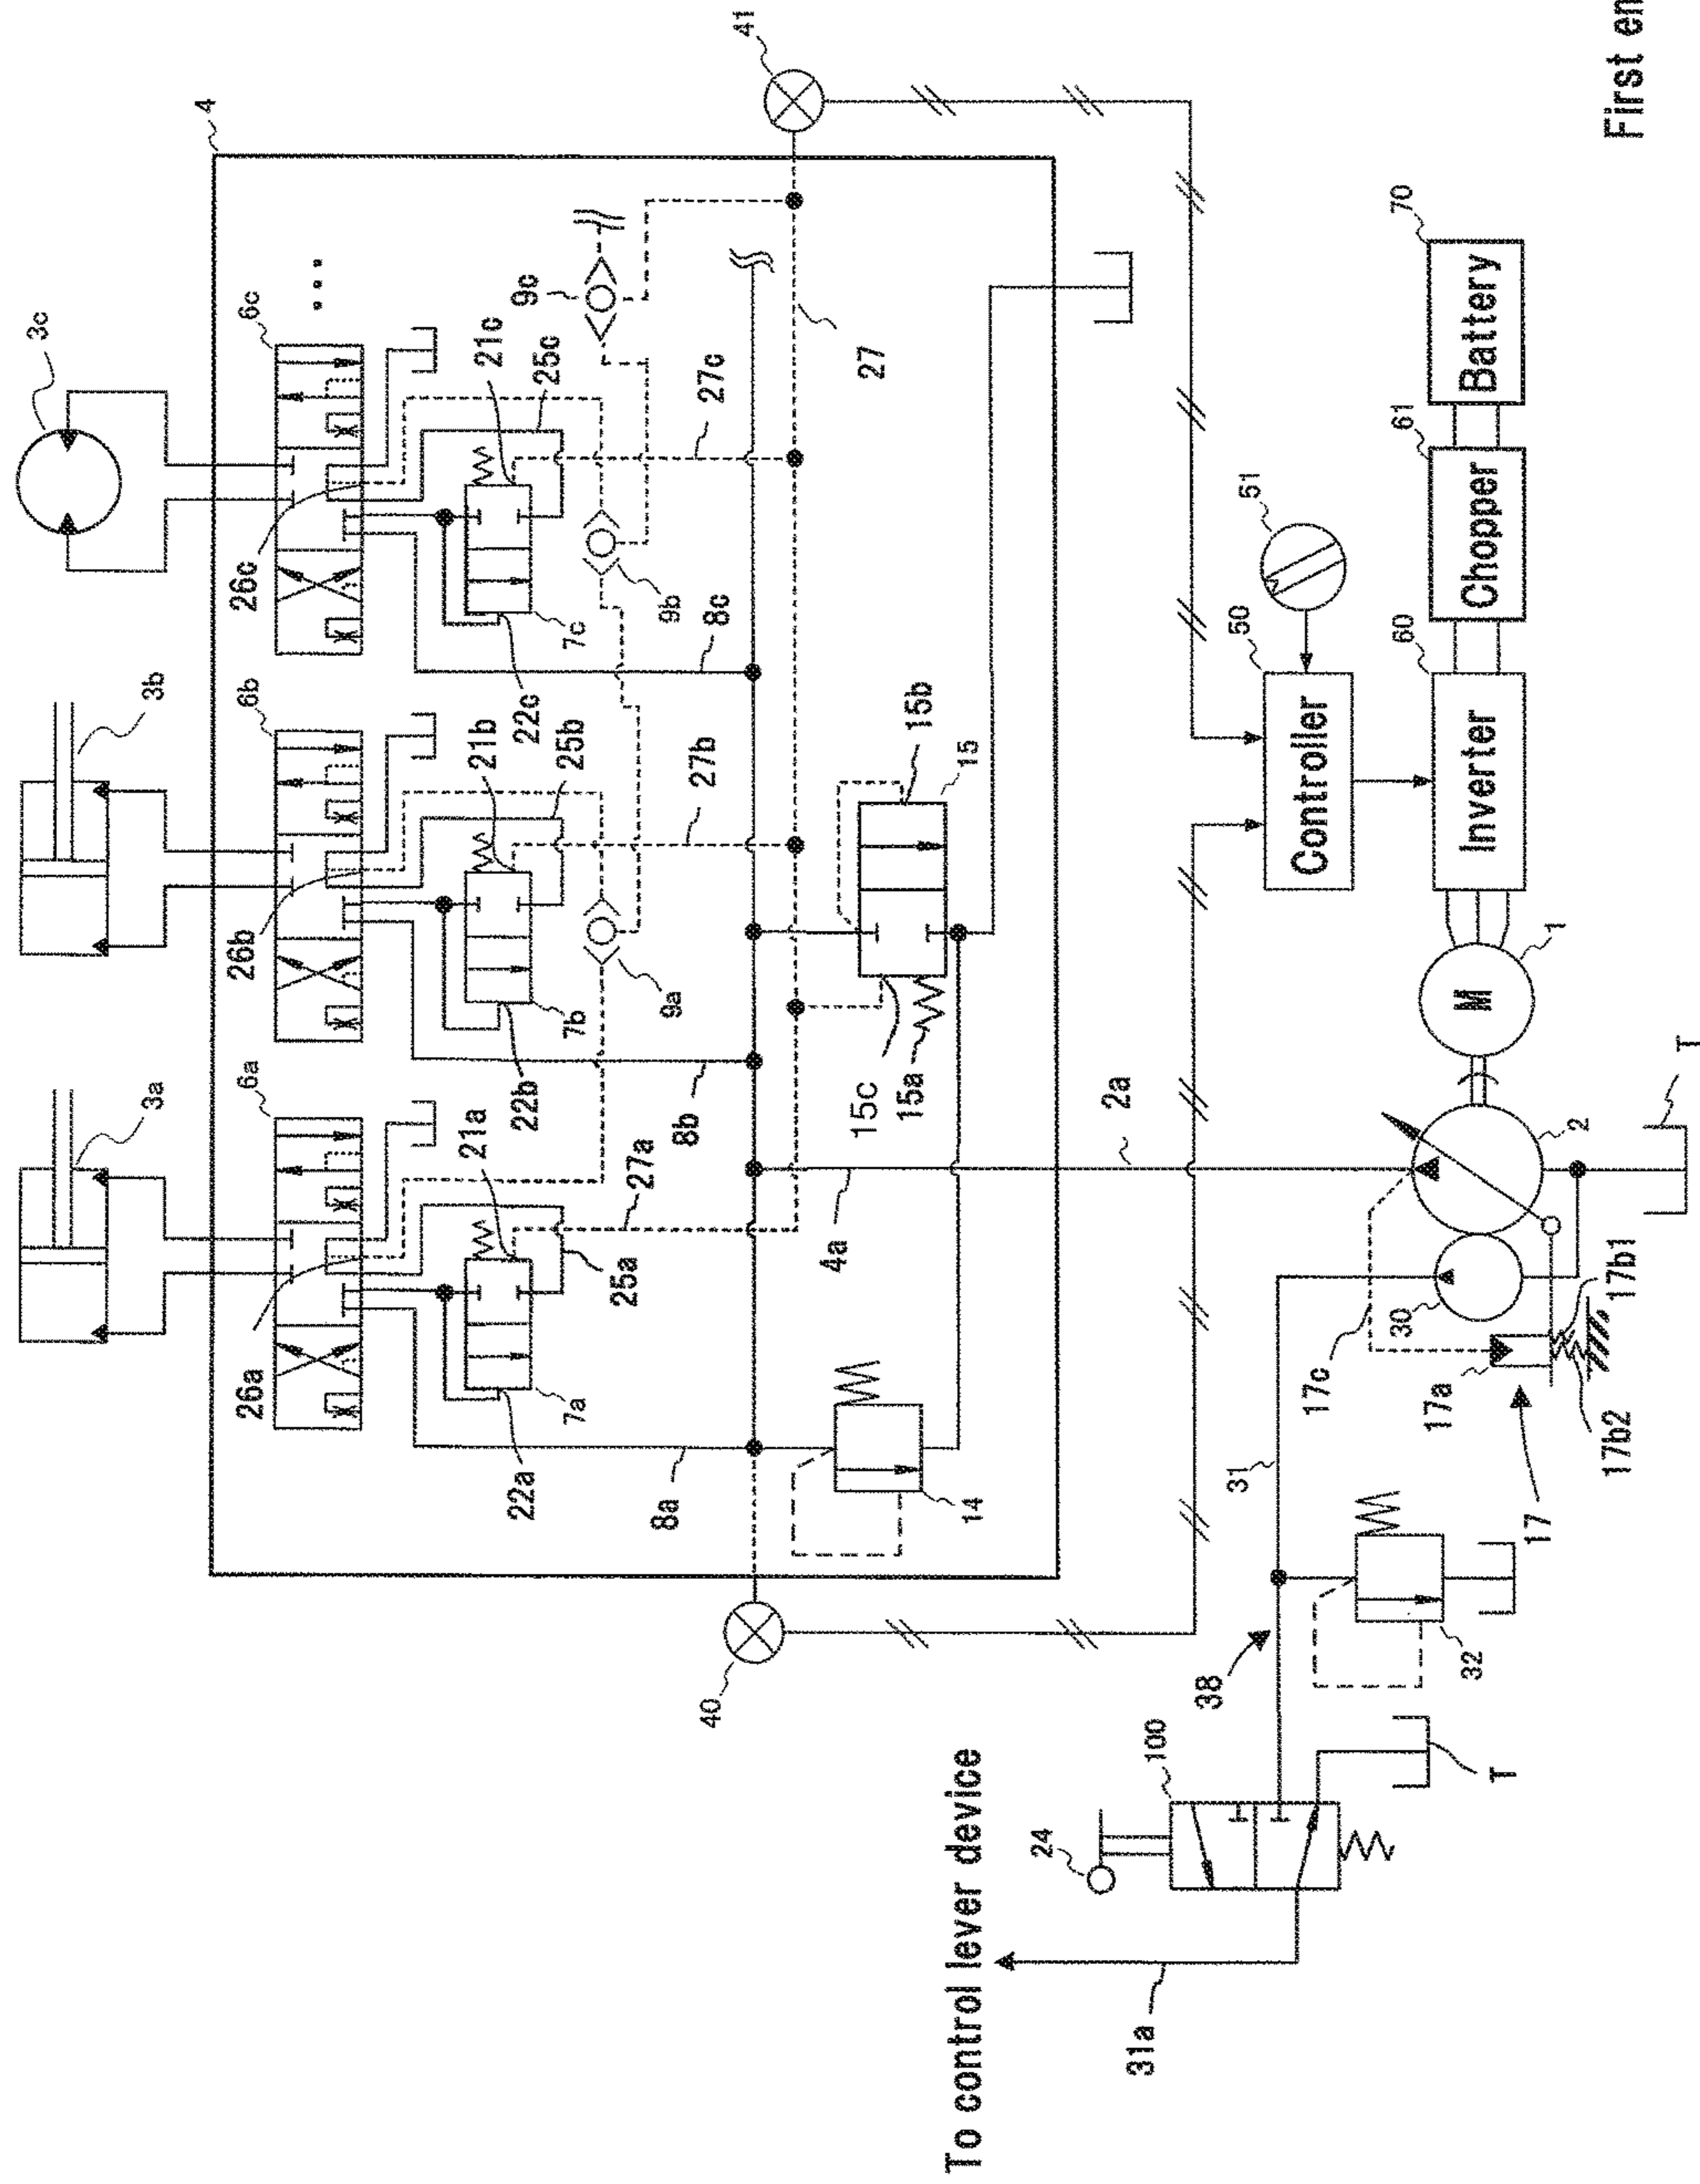 3a
3b
3c
4
6a
6b
6c
26a
26b
26c
21a
21b
21c
22a
22b
22c
25a
25b
25c
7a
7b
7c
9a
9b
9c
27a
27b
27c
27
8a
8b
8c
4a
2a
14
15
15a
15b
15c
40
41
To control lever device
31a
24
100
T
38
31
32
17
17a
17b1
17b2
17c
30
2
T
1
M
50
Controller
51
60
Inverter
61
Chopper
70
Battery
First